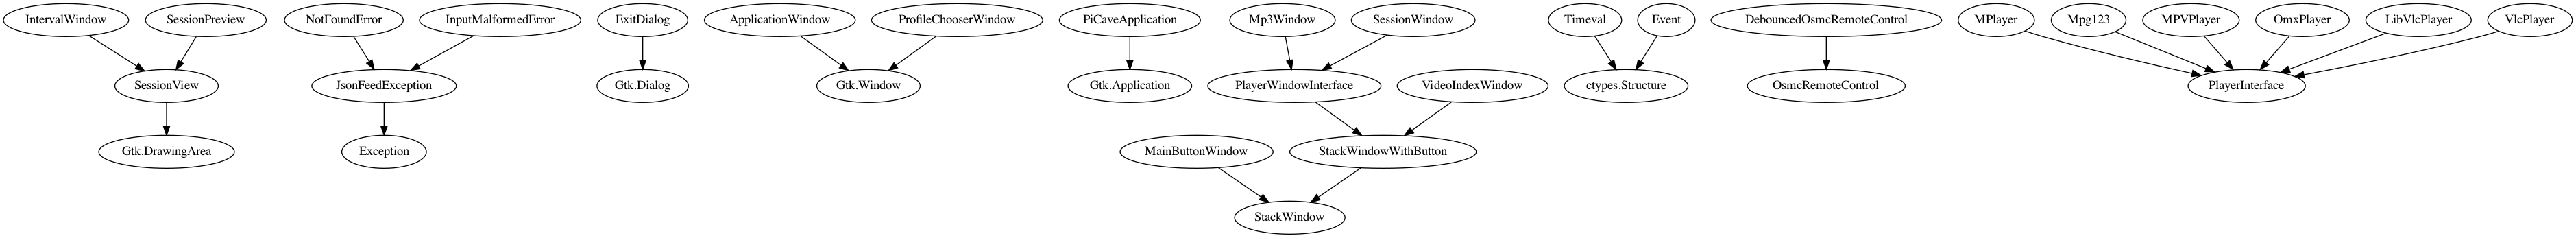 IntervalWindow
SessionPreview
NotFoundError
InputMalformedError
ExitDialog
ApplicationWindow
ProfileChooserWindow
PiCaveApplication
Mp3Window
SessionWindow
Timeval
Event
DebouncedOsmcRemoteControl
MPlayer
Mpg123
MPVPlayer
OmxPlayer
LibVlcPlayer
VlcPlayer
SessionView
JsonFeedException
Gtk.Dialog
Gtk.Window
Gtk.Application
PlayerWindowInterface
VideoIndexWindow
ctypes.Structure
OsmcRemoteControl
PlayerInterface
Gtk.DrawingArea
Exception
MainButtonWindow
StackWindowWithButton
StackWindow